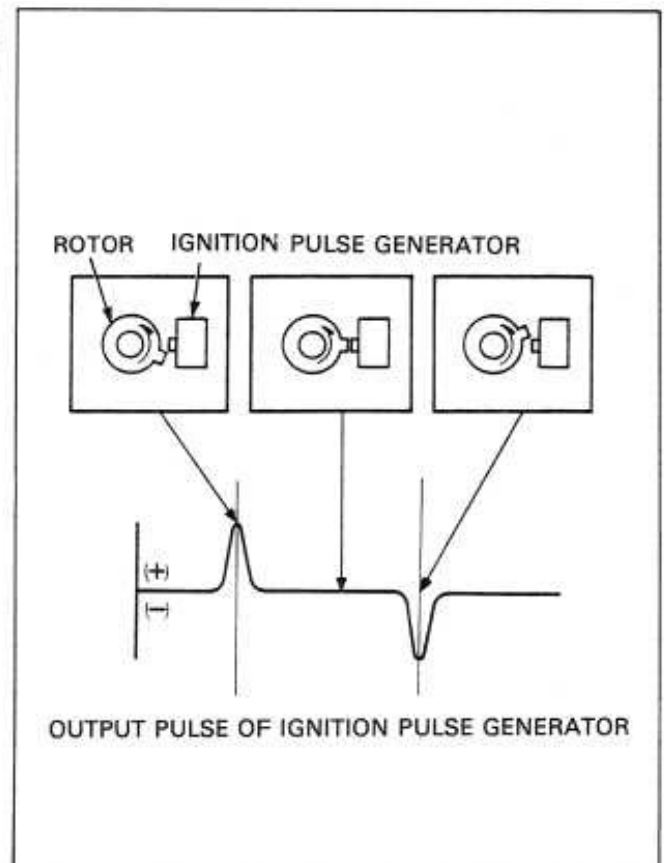 ROTOR IGNITION PULSE GENERATOR
(+)
(−)
OUTPUT PULSE OF IGNITION PULSE GENERATOR